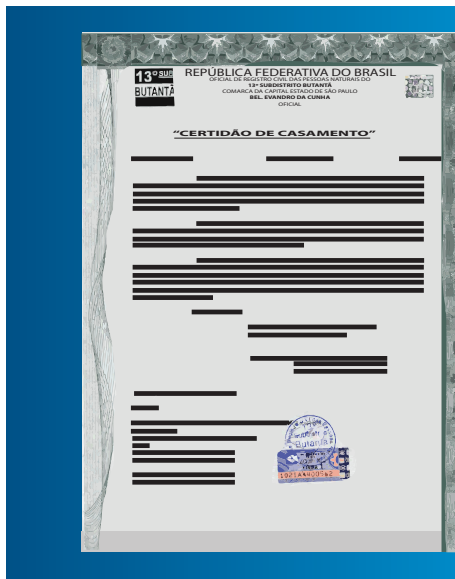 13º SUB
BUTANTÃ
REPÚBLICA FEDERATIVA DO BRASIL
OFICIAL DE REGISTRO CIVIL DAS PESSOAS NATURAIS DO
13º SUBDISTRITO BUTANTÃ
COMARCA DA CAPITAL ESTADO DE SÃO PAULO
BEL. EVANDRO DA CUNHA
OFICIAL
“CERTIDÃO DE CASAMENTO”
Butantã
1021AA400562